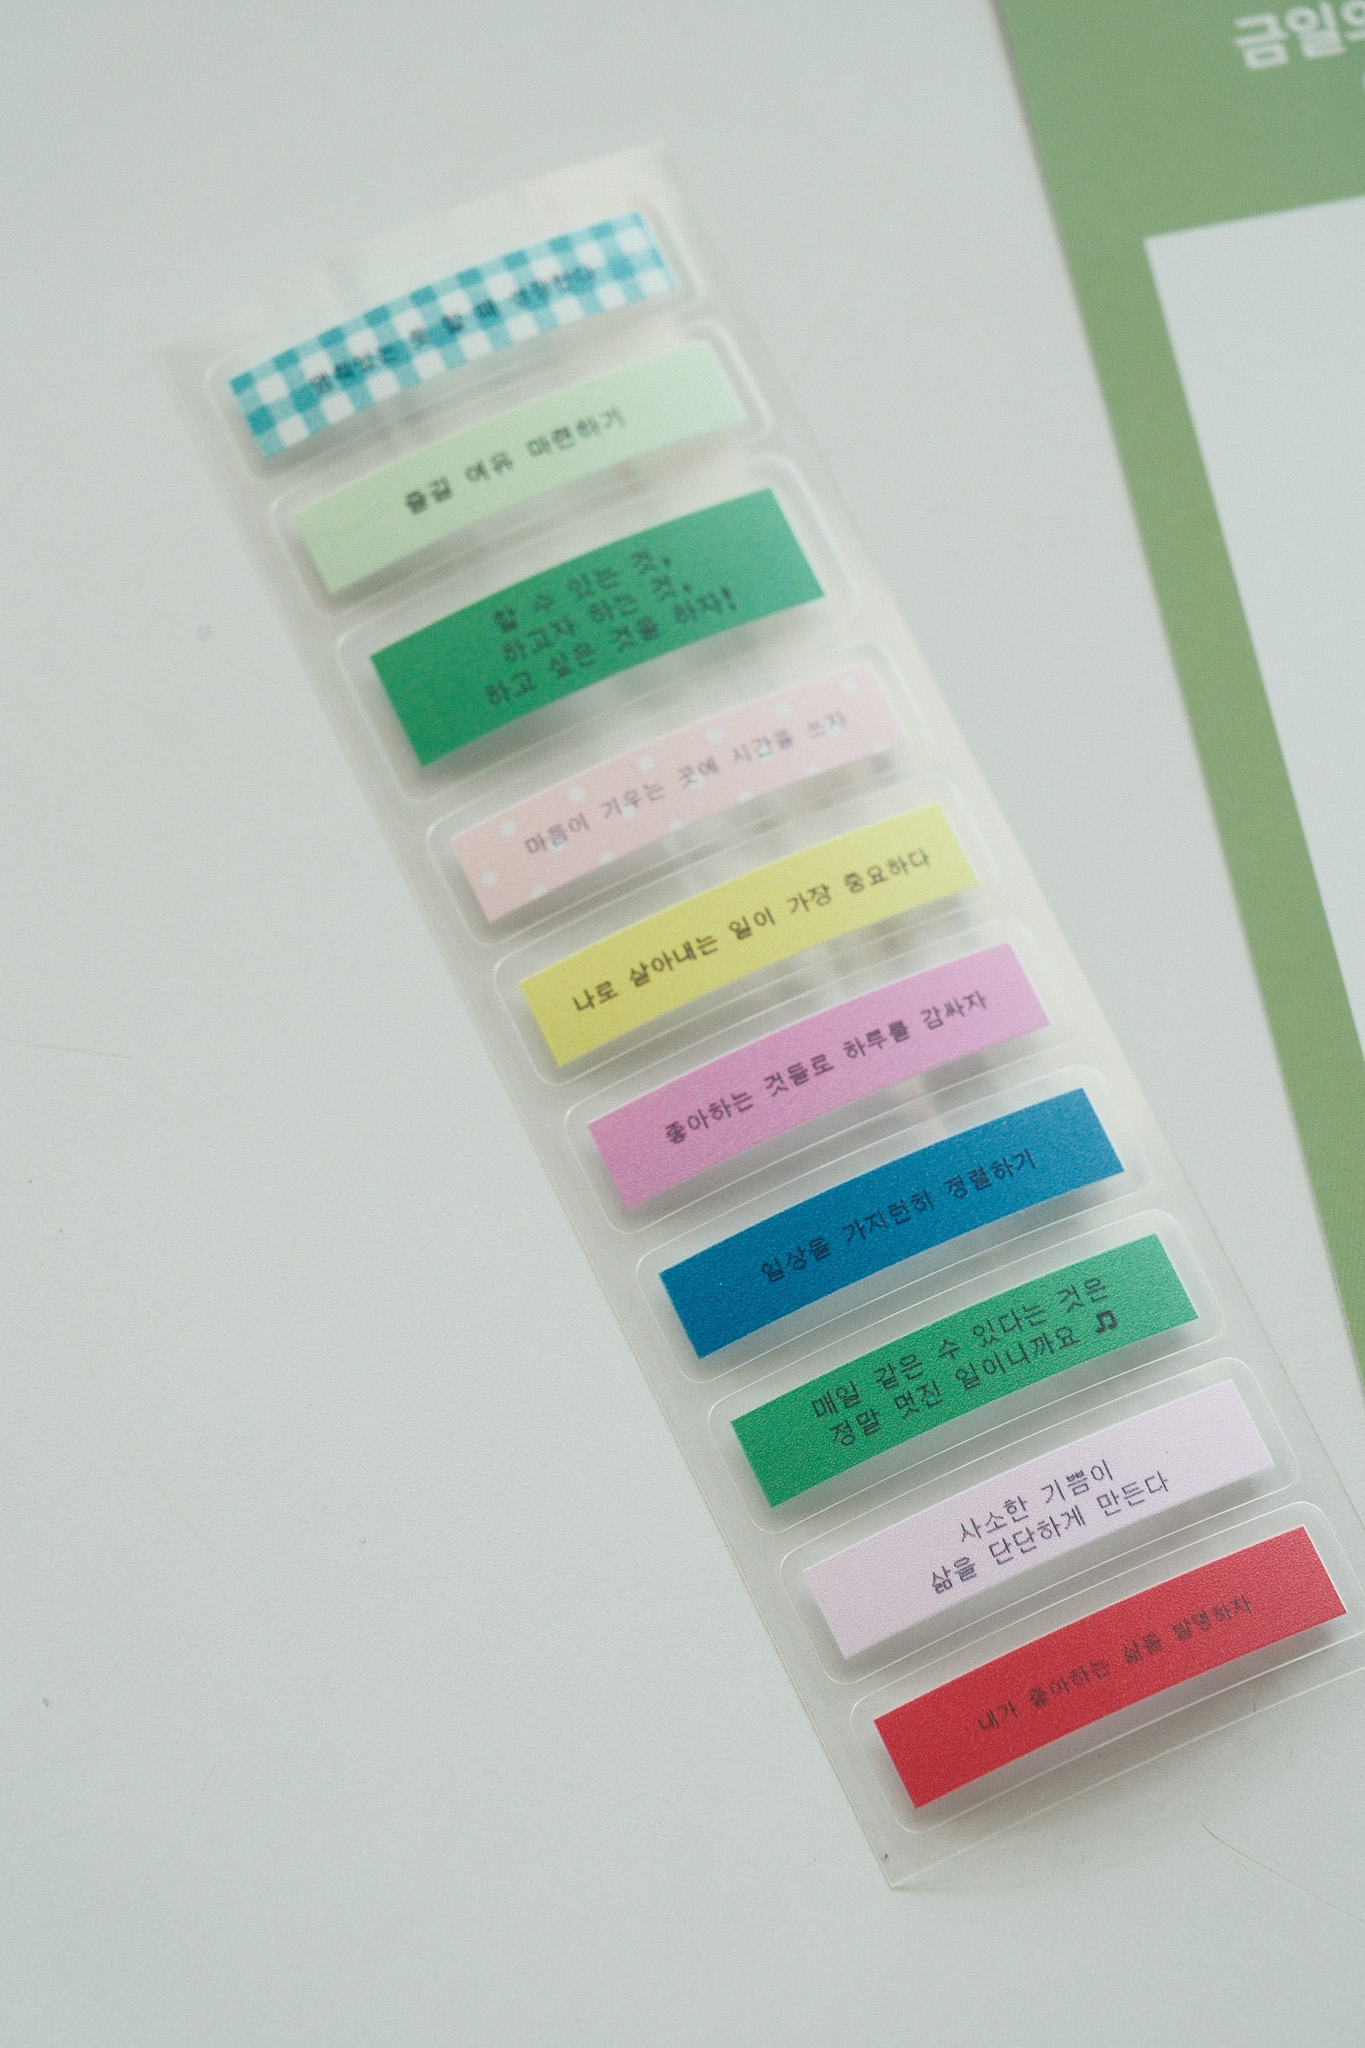 금일의
즐길 여유 마련하기
할 수 있는 것,
하고자 하는 것,
하고 싶은 것을 하자!
마음이 기우는 곳에 시간을 쓰자
나로 살아내는 일이 가장 중요하다
좋아하는 것들로 하루를 감싸자
일상을 가지런히 정렬하기
매일 같을 수 있다는 것은
정말 멋진 일이니까요
사소한 기쁨이
삶을 단단하게 만든다
내가 좋아하는 삶을 발명하자